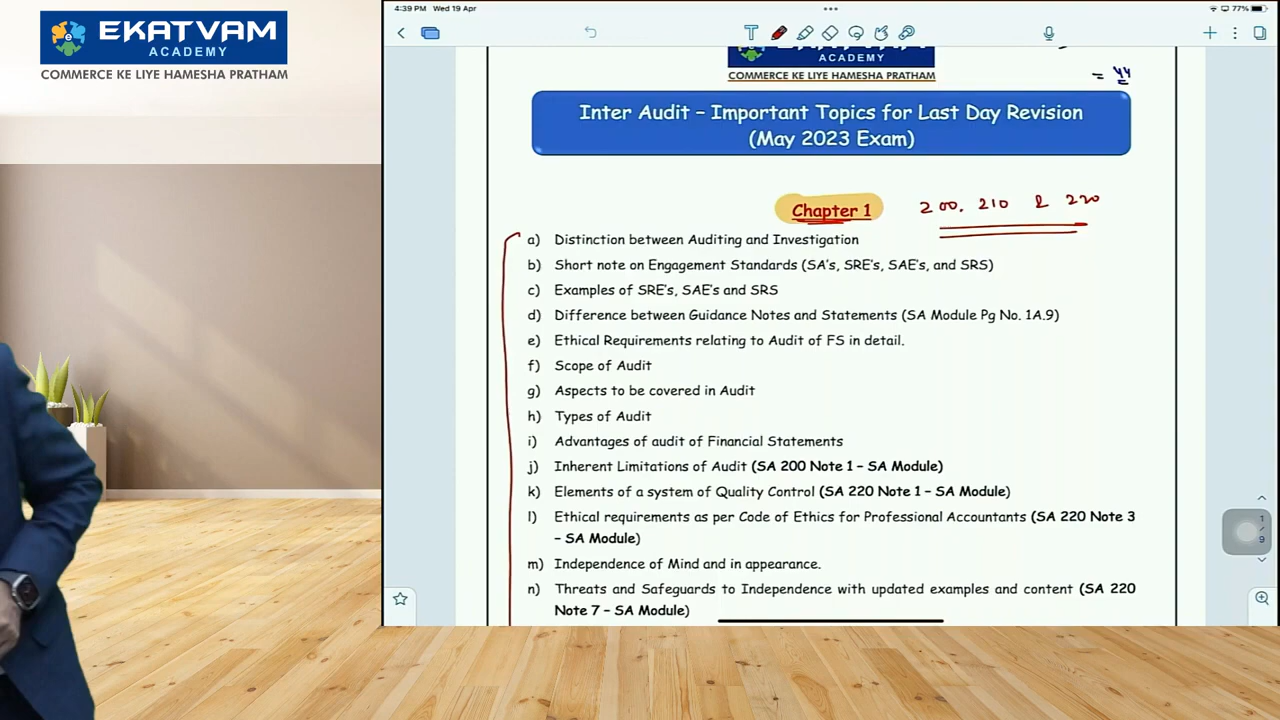 EKATVAM
ACADEMY
COMMERCE KE LIYE HAMESHA PRATHAM
4:39 PM Wed 19 Apr
77%
ACADEMY
COMMERCE KE LIYE HAMESHA PRATHAM
= 44
Inter Audit – Important Topics for Last Day Revision
(May 2023 Exam)
Chapter 1
200, 210 & 220
a) Distinction between Auditing and Investigation
b) Short note on Engagement Standards (SA's, SRE's, SAE's, and SRS)
c) Examples of SRE's, SAE's and SRS
d) Difference between Guidance Notes and Statements (SA Module Pg No. 1A.9)
e) Ethical Requirements relating to Audit of FS in detail.
f) Scope of Audit
g) Aspects to be covered in Audit
h) Types of Audit
i) Advantages of audit of Financial Statements
j) Inherent Limitations of Audit (SA 200 Note 1 – SA Module)
k) Elements of a system of Quality Control (SA 220 Note 1 – SA Module)
l) Ethical requirements as per Code of Ethics for Professional Accountants (SA 220 Note 3
– SA Module)
m) Independence of Mind and in appearance.
n) Threats and Safeguards to Independence with updated examples and content (SA 220
Note 7 – SA Module)
1
/
9